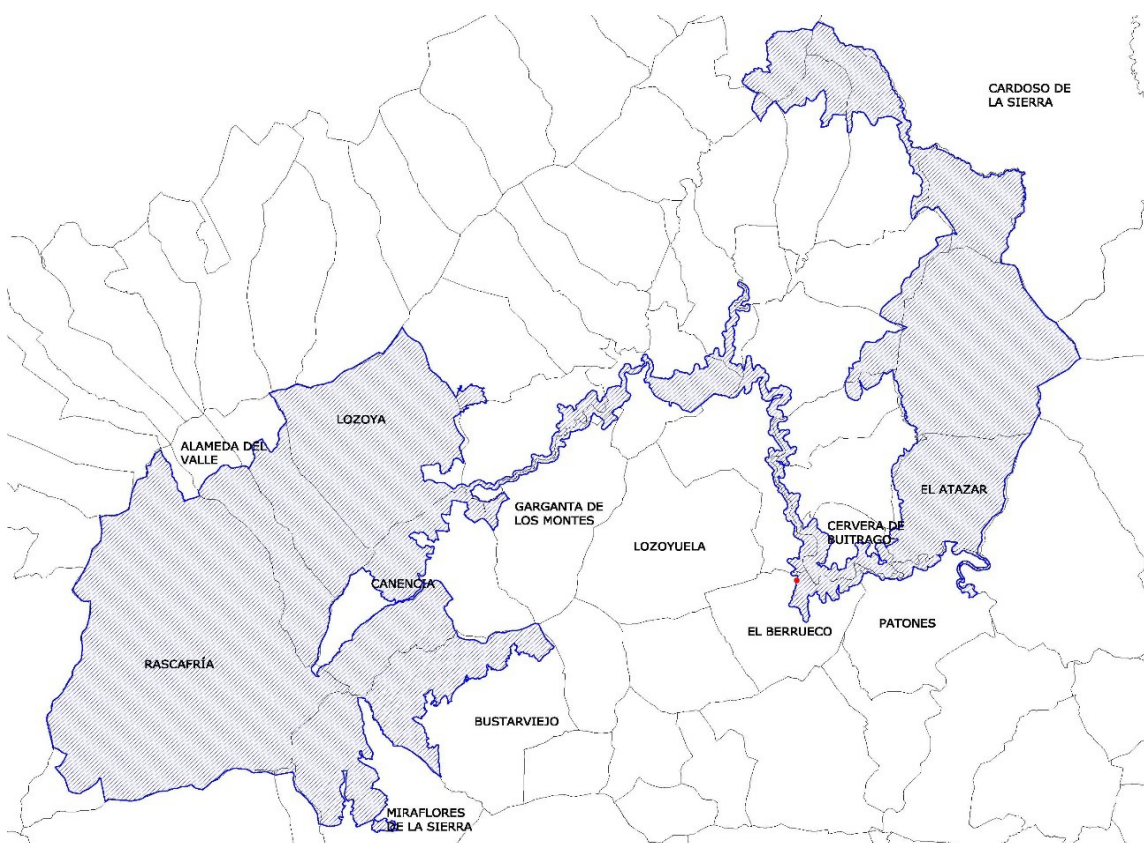 CARDOSO DE
LA SIERRA
LOZOYA
ALAMEDA DEL
VALLE
EL ATAZAR
GARGANTA DE
LOS MONTES
CERVERA DE
BUITRAGO
LOZOYUELA
CANENCIA
EL BERRUECO
PATONES
RASCAFRÍA
BUSTARVIEJO
MIRAFLORES
DE LA SIERRA